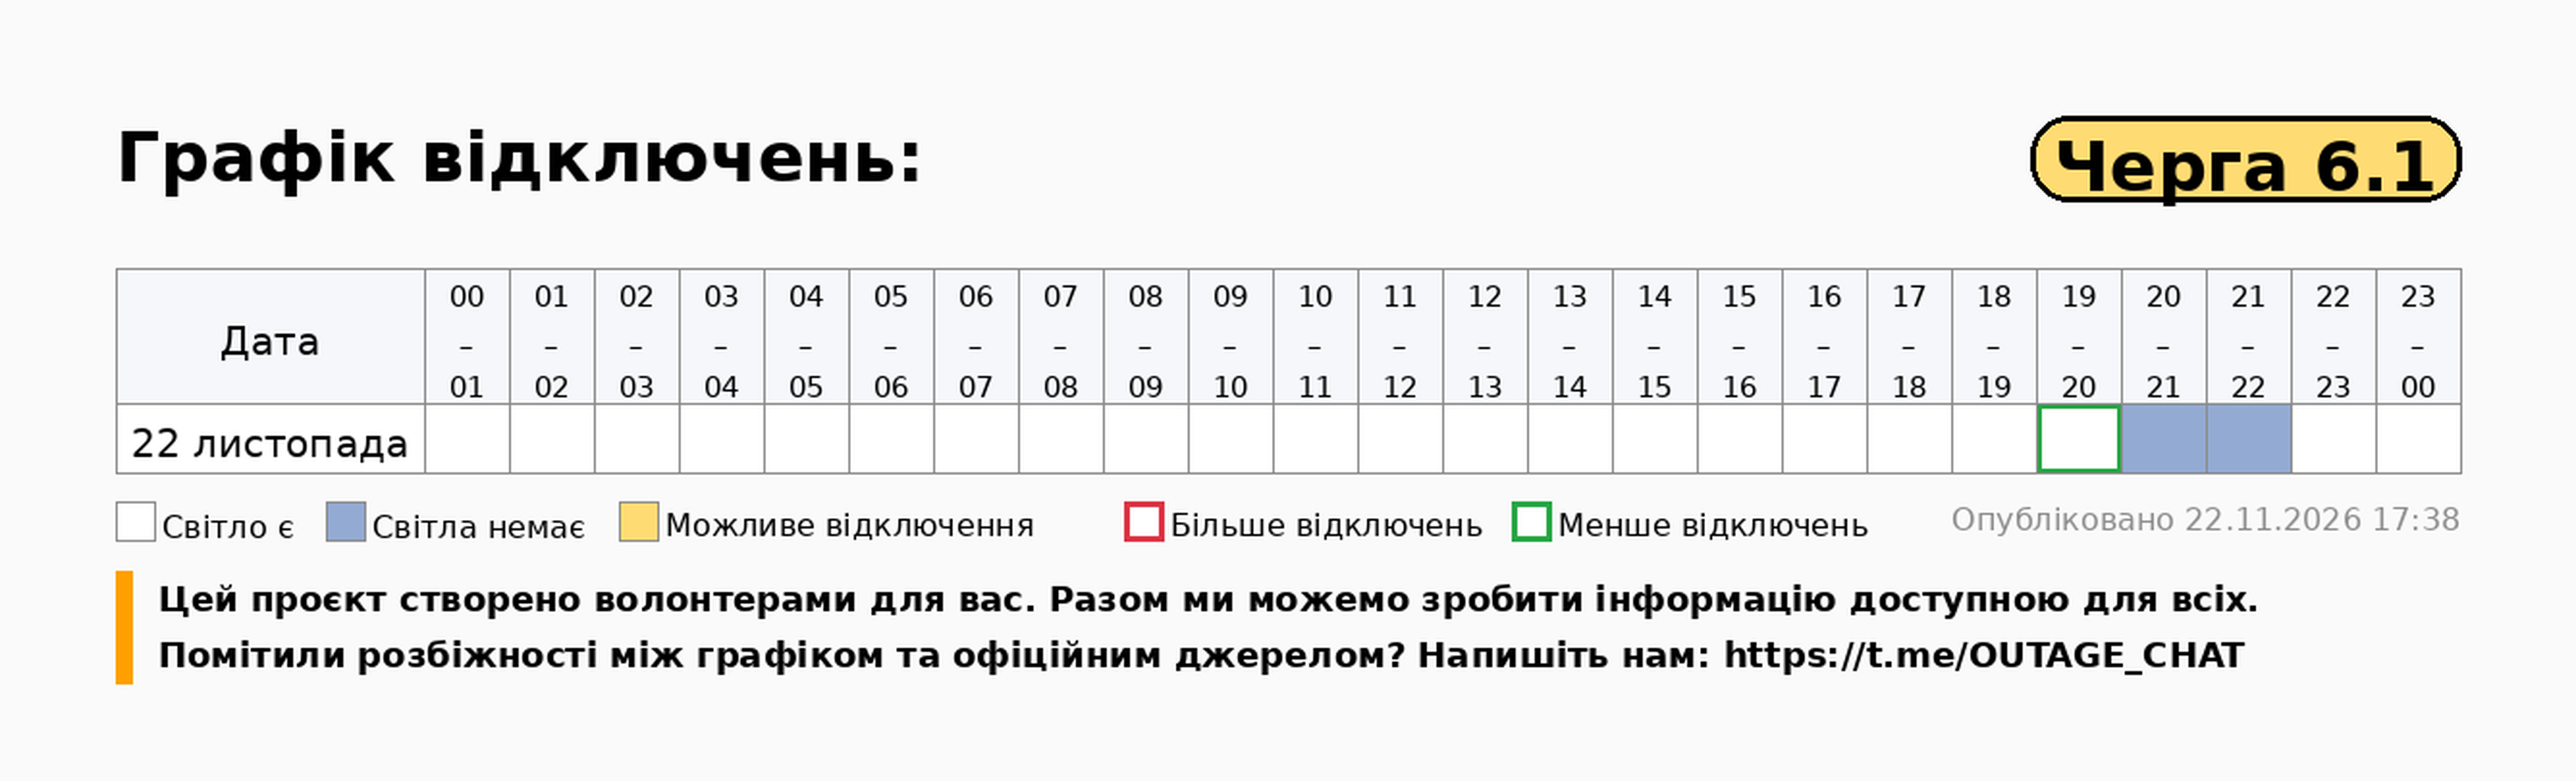 Графік відключень:
Черга 6.1
Дата 00 – 01 01 – 02 02 – 03 03 – 04 04 – 05 05 – 06 06 – 07 07 – 08 08 – 09 09 – 10 10 – 11 11 – 12 12 – 13 13 – 14 14 – 15 15 – 16 16 – 17 17 – 18 18 – 19 19 – 20 20 – 21 21 – 22 22 – 23 23 – 00
22 листопада
Світло є Світла немає Можливе відключення Більше відключень Менше відключень Опубліковано 22.11.2026 17:38
Цей проєкт створено волонтерами для вас. Разом ми можемо зробити інформацію доступною для всіх.
Помітили розбіжності між графіком та офіційним джерелом? Напишіть нам: https://t.me/OUTAGE_CHAT